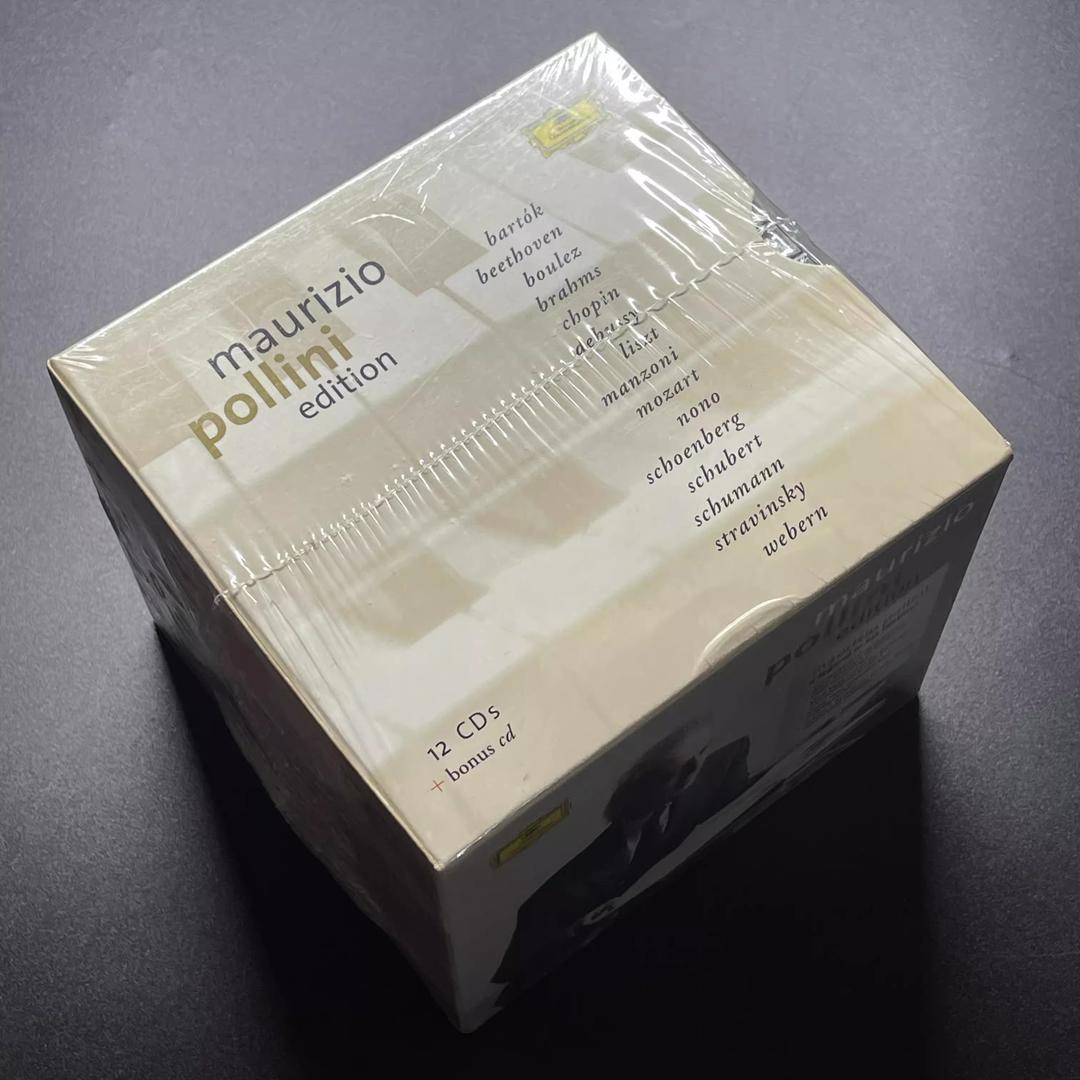 maurizio
pollini
edition
bartók
beethoven
boulez
brahms
chopin
debussy
liszt
manzoni
mozart
nono
schoenberg
schubert
schumann
stravinsky
webern
12 CDs
+ bonus cd
maurizio
pollini
edition